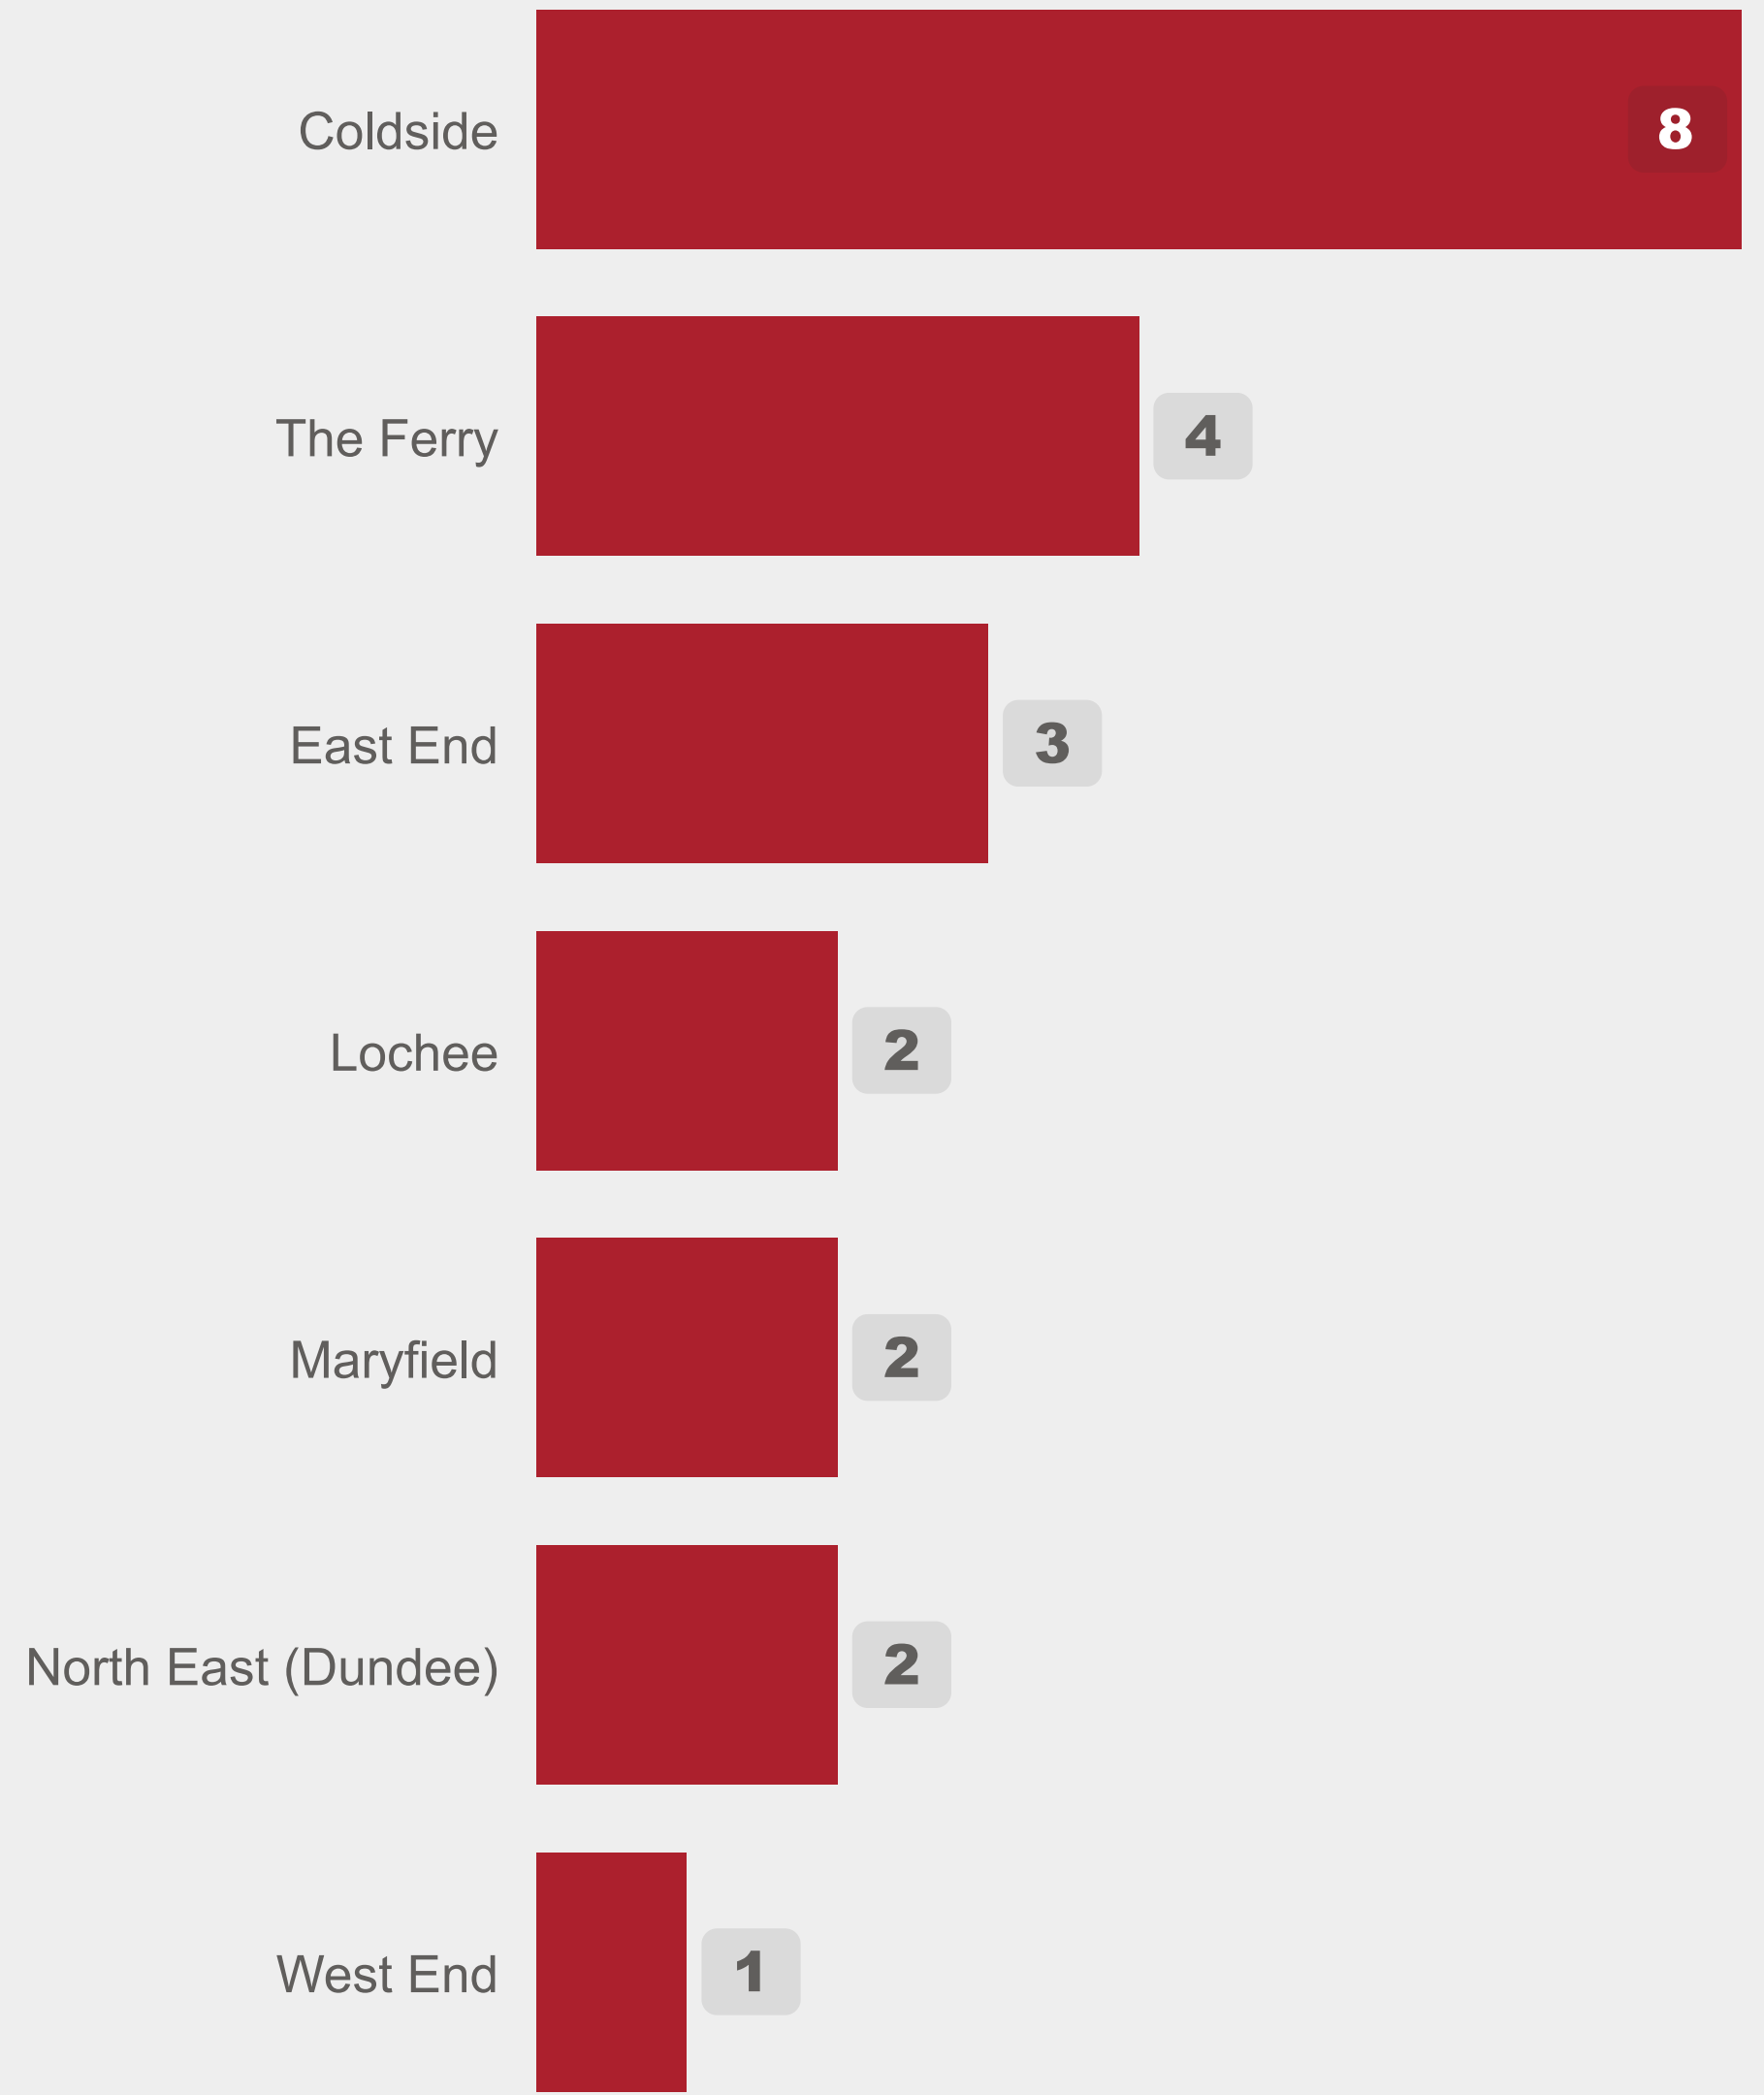 Coldside 8
The Ferry 4
East End 3
Lochee 2
Maryfield 2
North East (Dundee) 2
West End 1